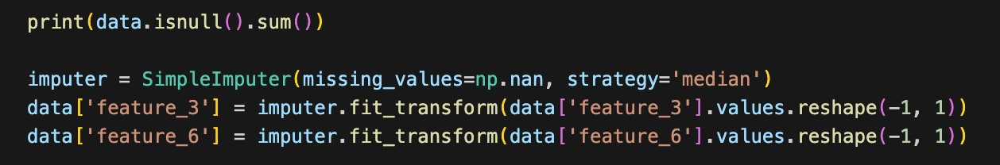 print(data.isnull().sum())
imputer = SimpleImputer(missing_values=np.nan, strategy='median')
data['feature_3'] = imputer.fit_transform(data['feature_3'].values.reshape(-1, 1))
data['feature_6'] = imputer.fit_transform(data['feature_6'].values.reshape(-1, 1))